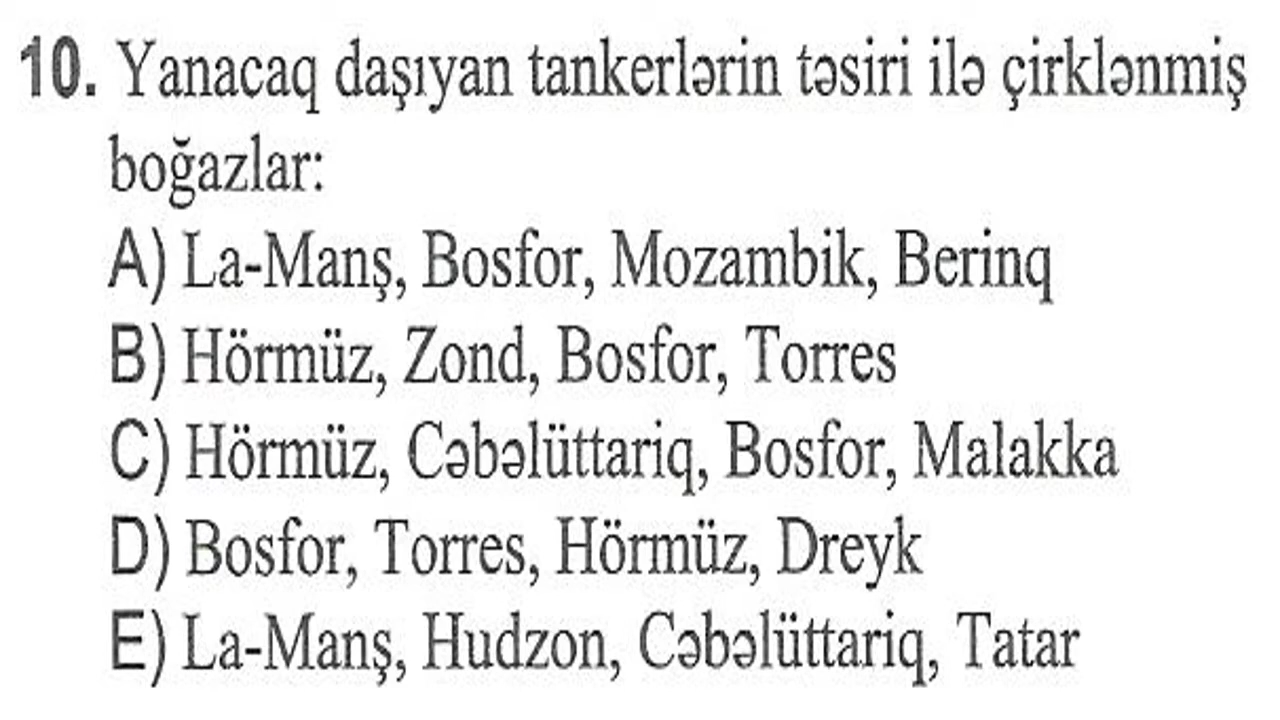 10. Yanacaq daşıyan tankerlərin təsiri ilə çirklənmiş
boğazlar:
A) La-Manş, Bosfor, Mozambik, Berinq
B) Hörmüz, Zond, Bosfor, Torres
C) Hörmüz, Cəbəlüttariq, Bosfor, Malakka
D) Bosfor, Torres, Hörmüz, Dreyk
E) La-Manş, Hudzon, Cəbəlüttariq, Tatar